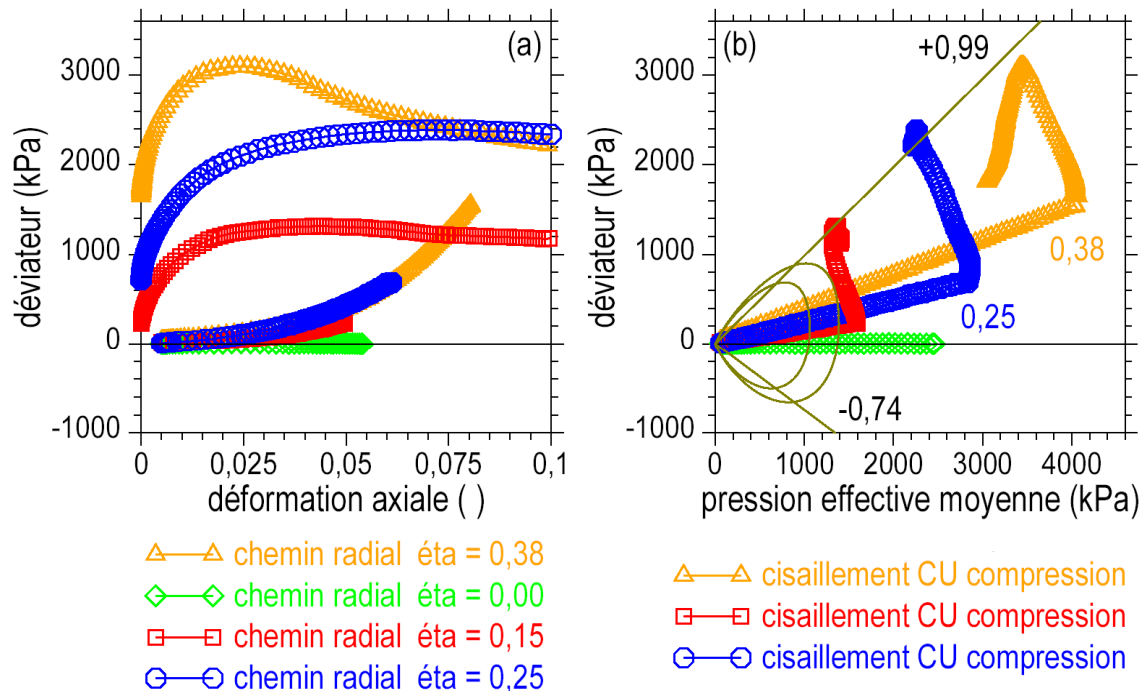 (a)
3000
2000
1000
0
-1000
déviateur (kPa)
0 0,025 0,05 0,075 0,1
déformation axiale ( )
(b)
+0,99
3000
2000
1000
0
-1000
déviateur (kPa)
0,38
0,25
-0,74
0 1000 2000 3000 4000
pression effective moyenne (kPa)
chemin radial éta = 0,38
chemin radial éta = 0,00
chemin radial éta = 0,15
chemin radial éta = 0,25
cisaillement CU compression
cisaillement CU compression
cisaillement CU compression